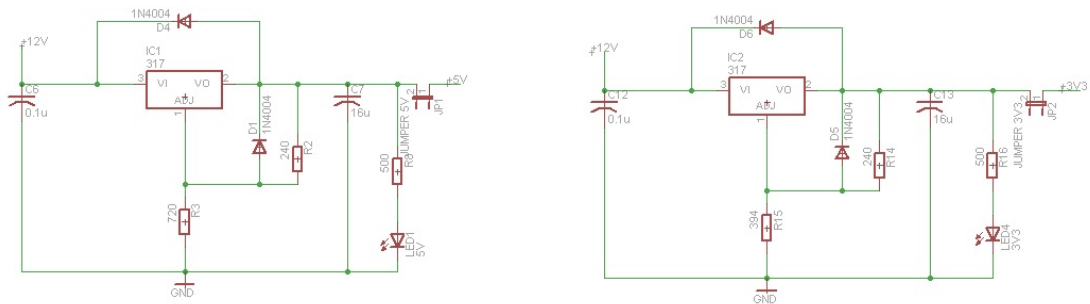 1N4004
D4
+12V
IC1
317
3
VI
VO
2
ADJ
1
C6
0.1u
D1
1N4004
240
R2
C7
16u
JUMPER 5V
2
1
JP1
+5V
500
R8
720
R3
LED1
5V
GND
1N4004
D6
+12V
IC2
317
3
VI
VO
2
ADJ
1
C12
0.1u
D5
1N4004
240
R14
C13
16u
JUMPER 3V3
2
1
JP2
+3V3
500
R16
394
R15
LED4
3V3
GND